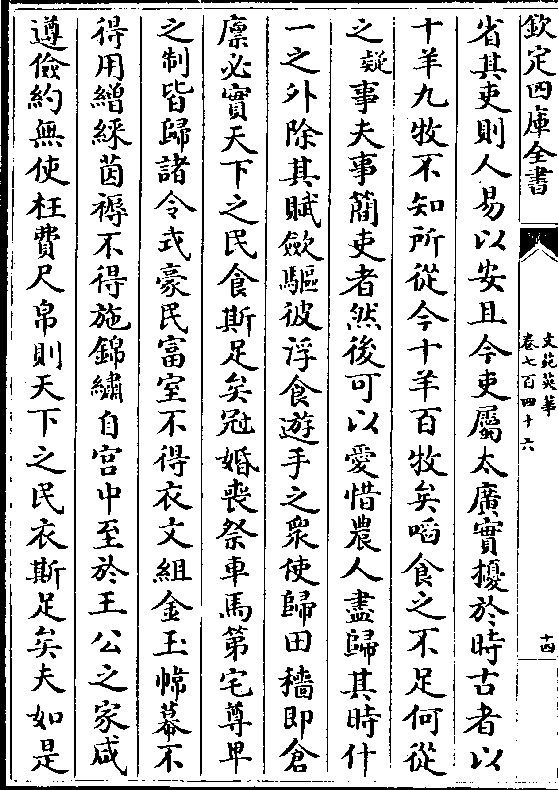 欽定四庫全書
文苑英華
卷七百四十六
十四
省其吏則人易以安且今吏屬太廣實擾於時古者以
十羊九牧不知所從今十羊百牧矣啗食之不足何從
之疑事夫事簡吏者然後可以愛惜農人盡歸其時什
一之外除其賦歛驅彼浮食遊手之衆使歸田穡即倉
廪必實天下之民食斯足矣冠婚喪祭車馬第宅尊卑
之制皆歸諸令式豪民富室不得衣文組金玉幃幕不
得用繒綵茵褥不得施錦繡自宫中至於王公之家咸
遵儉約無使枉費尺帛則天下之民衣斯足矣夫如是